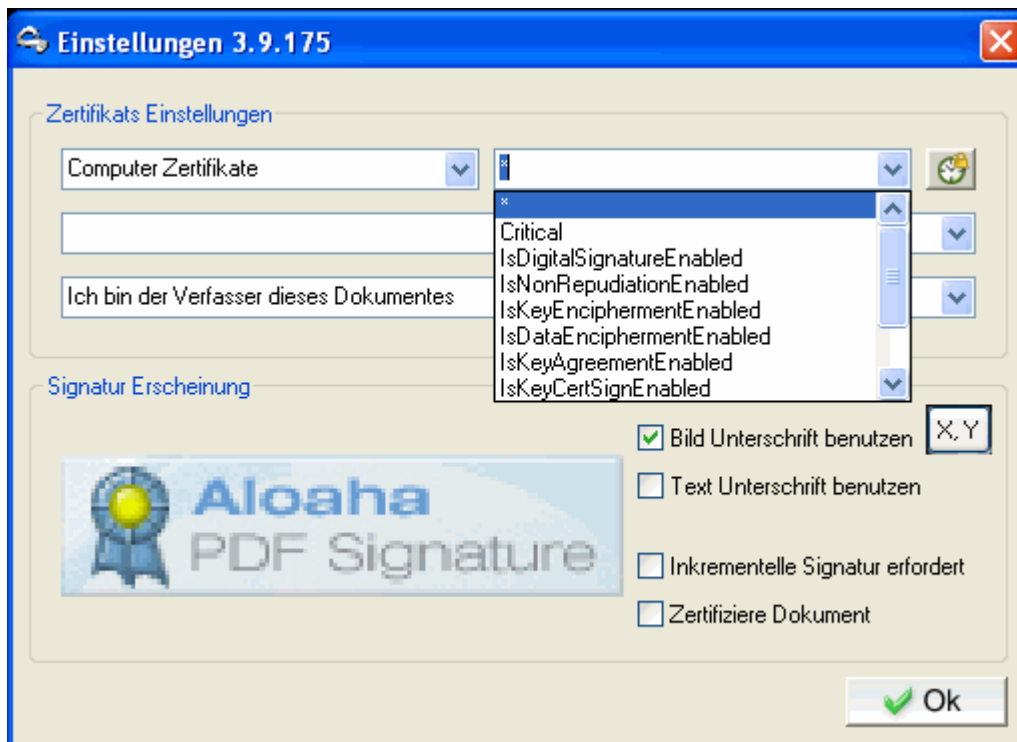 Einstellungen 3.9.175
Zertifikats Einstellungen
Computer Zertifikate
*
*
Critical
IsDigitalSignatureEnabled
IsNonRepudiationEnabled
IsKeyEnciphermentEnabled
IsDataEnciphermentEnabled
IsKeyAgreementEnabled
IsKeyCertSignEnabled
Ich bin der Verfasser dieses Dokumentes
Signatur Erscheinung
Aloaha
PDF Signature
Bild Unterschrift benutzen
X,Y
Text Unterschrift benutzen
Inkrementelle Signatur erfordert
Zertifiziere Dokument
Ok